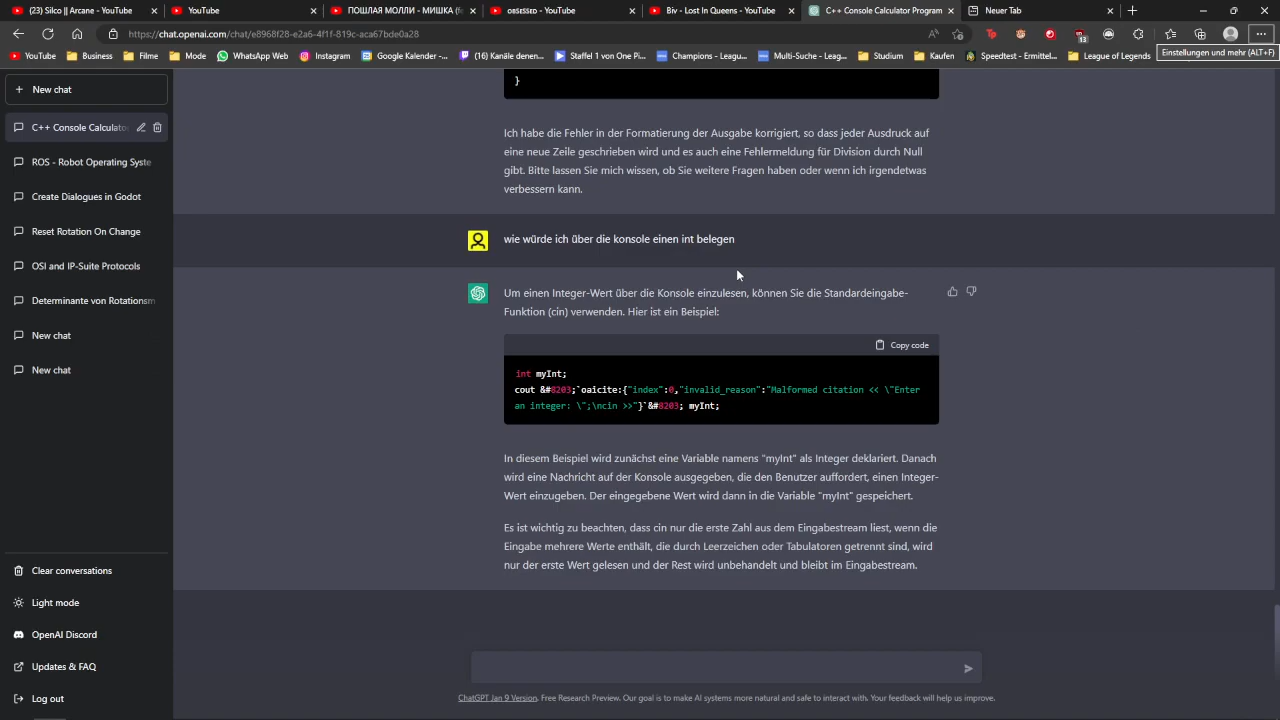 (23) Silco || Arcane - YouTube
YouTube
ПОШЛАЯ МОЛЛИ - МИШКА (
- YouTube
Biv - Lost In Queens - YouTube
C++ Console Calculator Program
Neuer Tab
https://chat.openai.com/chat/e8968f28-e2a6-4f1f-819c-aca67bde0a28
13
YouTube
Business
Filme
Mode
WhatsApp Web
Instagram
Google Kalender -...
(16) Kanäle denen...
Staffel 1 von One Pi...
Champions - Leagu...
Multi-Suche - Leag...
Studium
Kaufen
Speedtest - Ermittel...
League of Legends
Einstellungen und mehr (ALT+F)
New chat
C++ Console Calculato
ROS - Robot Operating Syste
Create Dialogues in Godot
Reset Rotation On Change
OSI and IP-Suite Protocols
Determinante von Rotationsm
New chat
New chat
Clear conversations
Light mode
OpenAI Discord
Updates & FAQ
Log out
}
Ich habe die Fehler in der Formatierung der Ausgabe korrigiert, so dass jeder Ausdruck auf
eine neue Zeile geschrieben wird und es auch eine Fehlermeldung für Division durch Null
gibt. Bitte lassen Sie mich wissen, ob Sie weitere Fragen haben oder wenn ich irgendetwas
verbessern kann.
wie würde ich über die konsole einen int belegen
Um einen Integer-Wert über die Konsole einzulesen, können Sie die Standardeingabe-
Funktion (cin) verwenden. Hier ist ein Beispiel:
Copy code
int myInt;
cout &#8203;`oaicite:{"index":0,"invalid_reason":"Malformed citation << \"Enter
an integer: \";\ncin >>"}`&#8203; myInt;
In diesem Beispiel wird zunächst eine Variable namens "myInt" als Integer deklariert. Danach
wird eine Nachricht auf der Konsole ausgegeben, die den Benutzer auffordert, einen Integer-
Wert einzugeben. Der eingegebene Wert wird dann in die Variable "myInt" gespeichert.
Es ist wichtig zu beachten, dass cin nur die erste Zahl aus dem Eingabestream liest, wenn die
Eingabe mehrere Werte enthält, die durch Leerzeichen oder Tabulatoren getrennt sind, wird
nur der erste Wert gelesen und der Rest wird unbehandelt und bleibt im Eingabestream.
ChatGPT Jan 9 Version. Free Research Preview. Our goal is to make AI systems more natural and safe to interact with. Your feedback will help us improve.